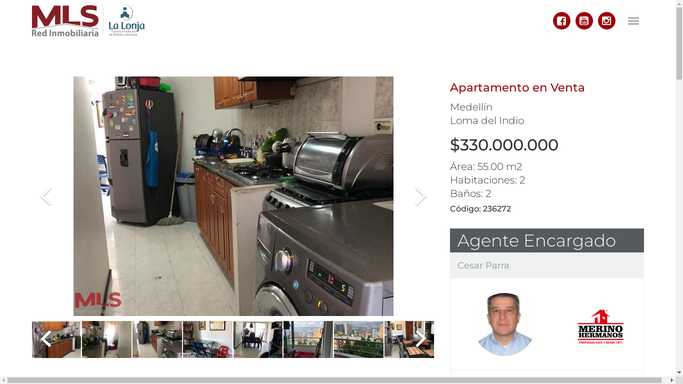 MLS
Red Inmobiliaria
La Lonja
Apartamento en Venta
Medellín
Loma del Indio
$330.000.000
Área: 55.00 m2
Habitaciones: 2
Baños: 2
Código: 236272
Agente Encargado
Cesar Parra
MLS
MERINO
HERMANOS